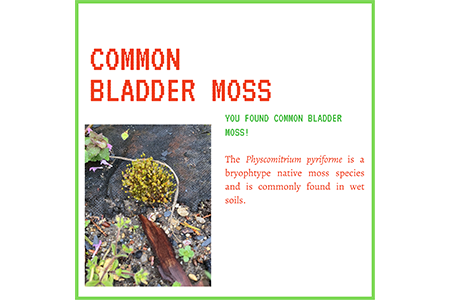 COMMON
BLADDER MOSS
YOU FOUND COMMON BLADDER
MOSS!
The Physcomitrium pyriforme is a
bryophtype native moss species
and is commonly found in wet
soils.